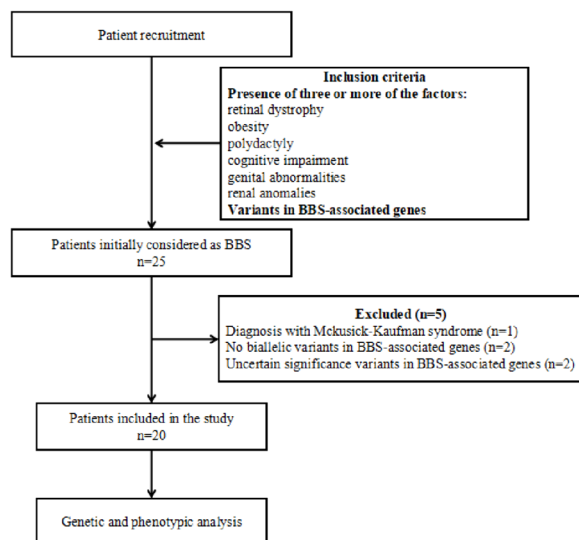 Patient recruitment
Inclusion criteria
Presence of three or more of the factors:
retinal dystrophy
obesity
polydactyly
cognitive impairment
genital abnormalities
renal anomalies
Variants in BBS-associated genes
Patients initially considered as BBS
n=25
Excluded (n=5)
Diagnosis with Mckusick-Kaufman syndrome (n=1)
No biallelic variants in BBS-associated genes (n=2)
Uncertain significance variants in BBS-associated genes (n=2)
Patients included in the study
n=20
Genetic and phenotypic analysis